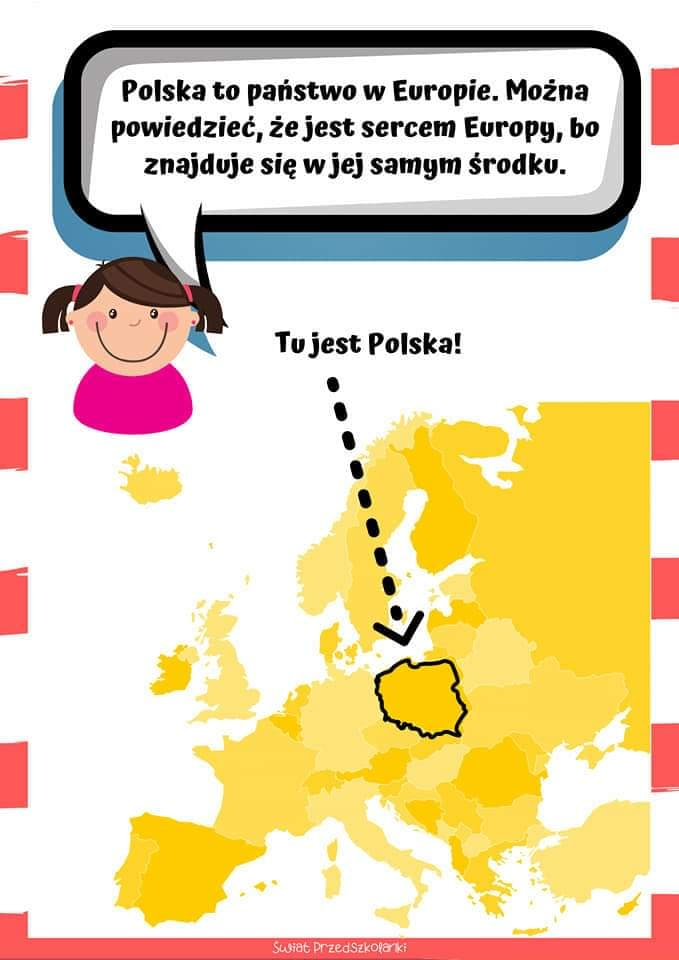 Polska to państwo w Europie. Można
powiedzieć, że jest sercem Europy, bo
znajduje się w jej samym środku.
Tu jest Polska!
Świat Przedszkolanki